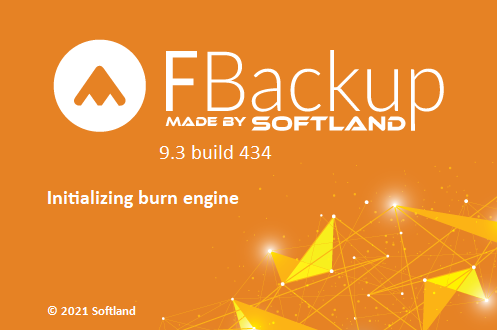 FBackup
MADE BY SOFTLAND
9.3 build 434
Initializing burn engine
© 2021 Softland